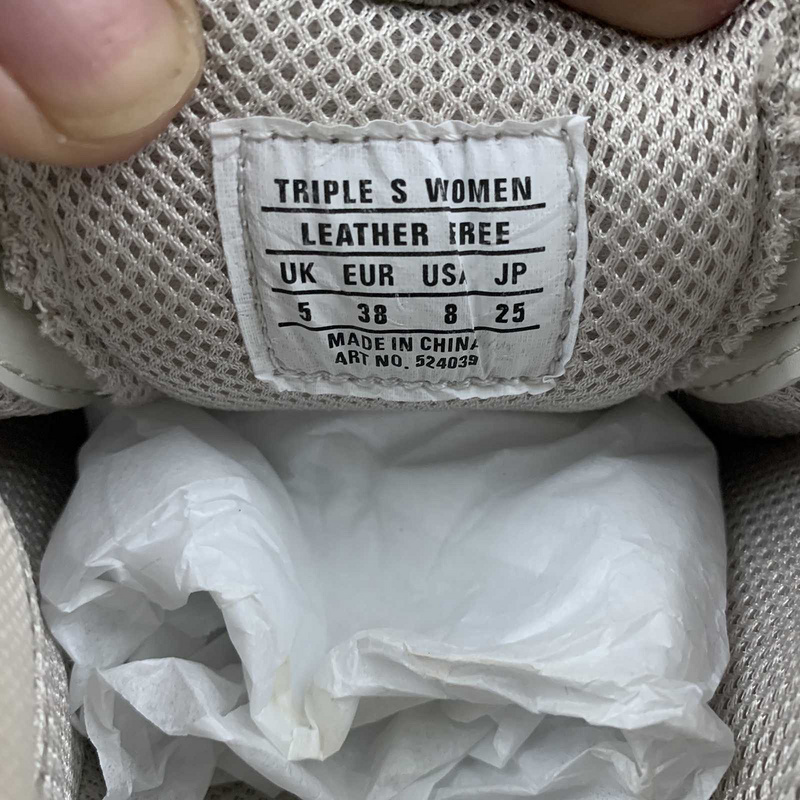 TRIPLE S WOMEN
LEATHER FREE
UK EUR USA JP
5 38 8 25
MADE IN CHINA
ART NO. 524039